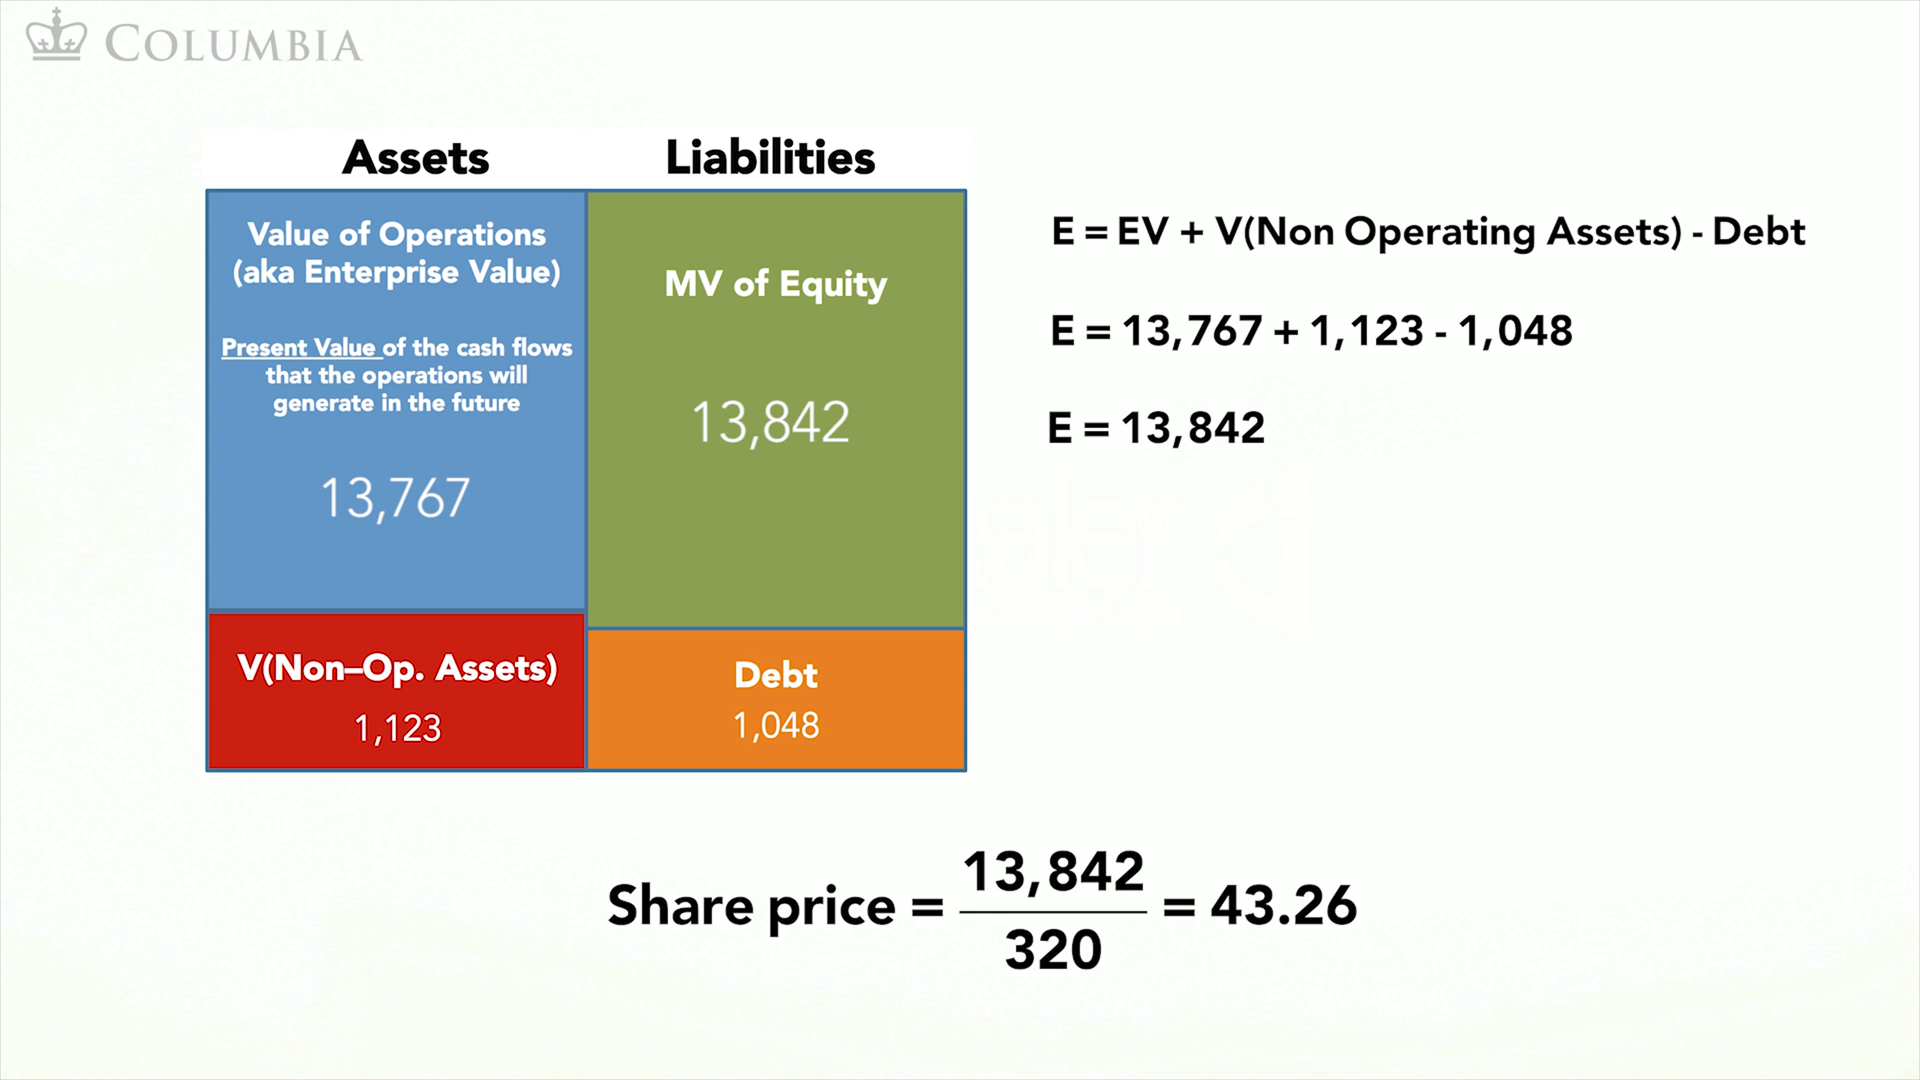 COLUMBIA
Assets
Liabilities
Value of Operations
(aka Enterprise Value)
Present Value of the cash flows
that the operations will
generate in the future
13,767
MV of Equity
13,842
V(Non–Op. Assets)
1,123
Debt
1,048
E = EV + V(Non Operating Assets) - Debt
E = 13,767 + 1,123 - 1,048
E = 13,842
Share price = 13,842 / 320 = 43.26